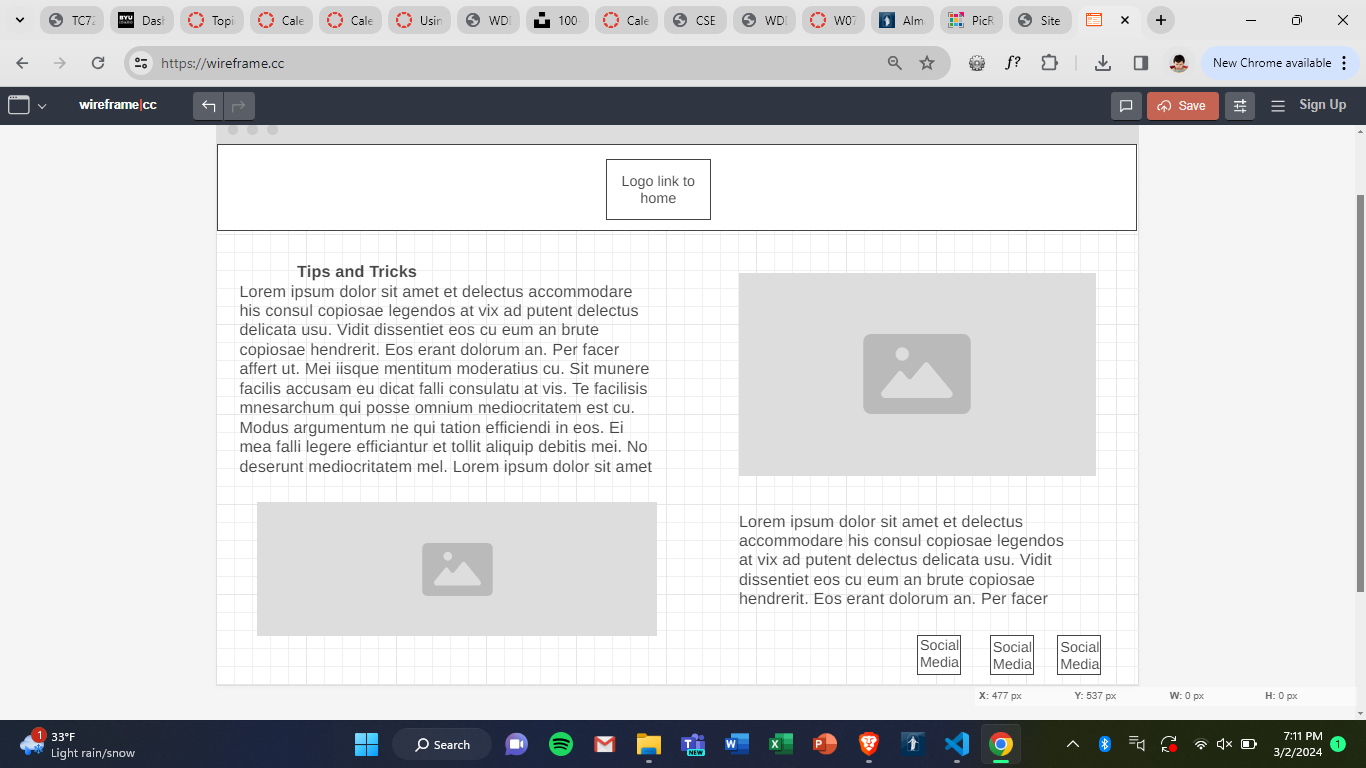 TC72
BYU
Dash
Topi
Cale
Cale
Usin
WDD
100+
Cale
CSE
WDD
W07
Alm
PicR
Site
https://wireframe.cc
f?
New Chrome available
wireframe|cc
Save
Sign Up
Logo link to
home
Tips and Tricks
Lorem ipsum dolor sit amet et delectus accommodare
his consul copiosae legendos at vix ad putent delectus
delicata usu. Vidit dissentiet eos cu eum an brute
copiosae hendrerit. Eos erant dolorum an. Per facer
affert ut. Mei iisque mentitum moderatius cu. Sit munere
facilis accusam eu dicat falli consulatu at vis. Te facilisis
mnesarchum qui posse omnium mediocritatem est cu.
Modus argumentum ne qui tation efficiendi in eos. Ei
mea falli legere efficiantur et tollit aliquip debitis mei. No
deserunt mediocritatem mel. Lorem ipsum dolor sit amet
Lorem ipsum dolor sit amet et delectus
accommodare his consul copiosae legendos
at vix ad putent delectus delicata usu. Vidit
dissentiet eos cu eum an brute copiosae
hendrerit. Eos erant dolorum an. Per facer
Social
Media
Social
Media
Social
Media
X: 477 px Y: 537 px W: 0 px H: 0 px
1
33°F
Light rain/snow
Search
NEW
7:11 PM
3/2/2024
1